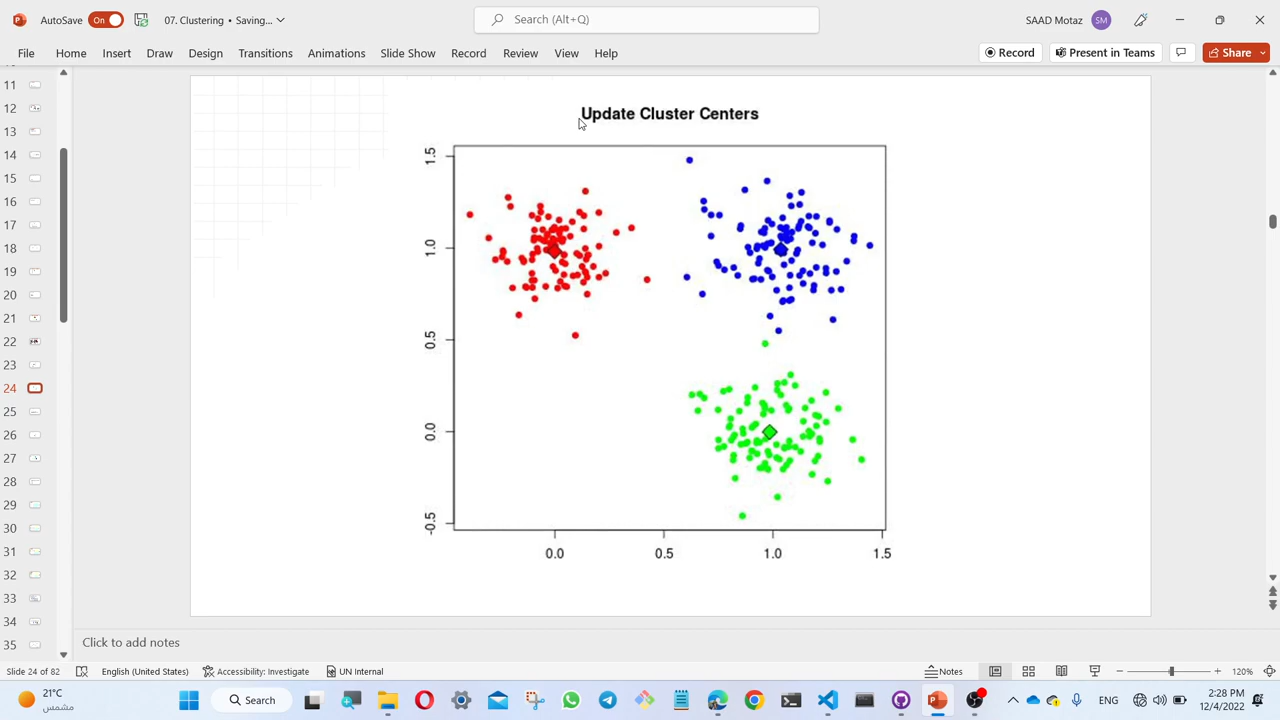 AutoSave On 07. Clustering • Saving... Search (Alt+Q) SAAD Motaz SM
File Home Insert Draw Design Transitions Animations Slide Show Record Review View Help Record Present in Teams Share
11
12
13
14
15
16
17
18
19
20
21
22
23
24
25
26
27
28
29
30
31
32
33
34
35
Update Cluster Centers
1.5
1.0
0.5
0.0
-0.5
0.0 0.5 1.0 1.5
Click to add notes
Slide 24 of 82 English (United States) Accessibility: Investigate UN Internal Notes 120%
21°C
مشمس
Search
ENG
2:28 PM
12/4/2022